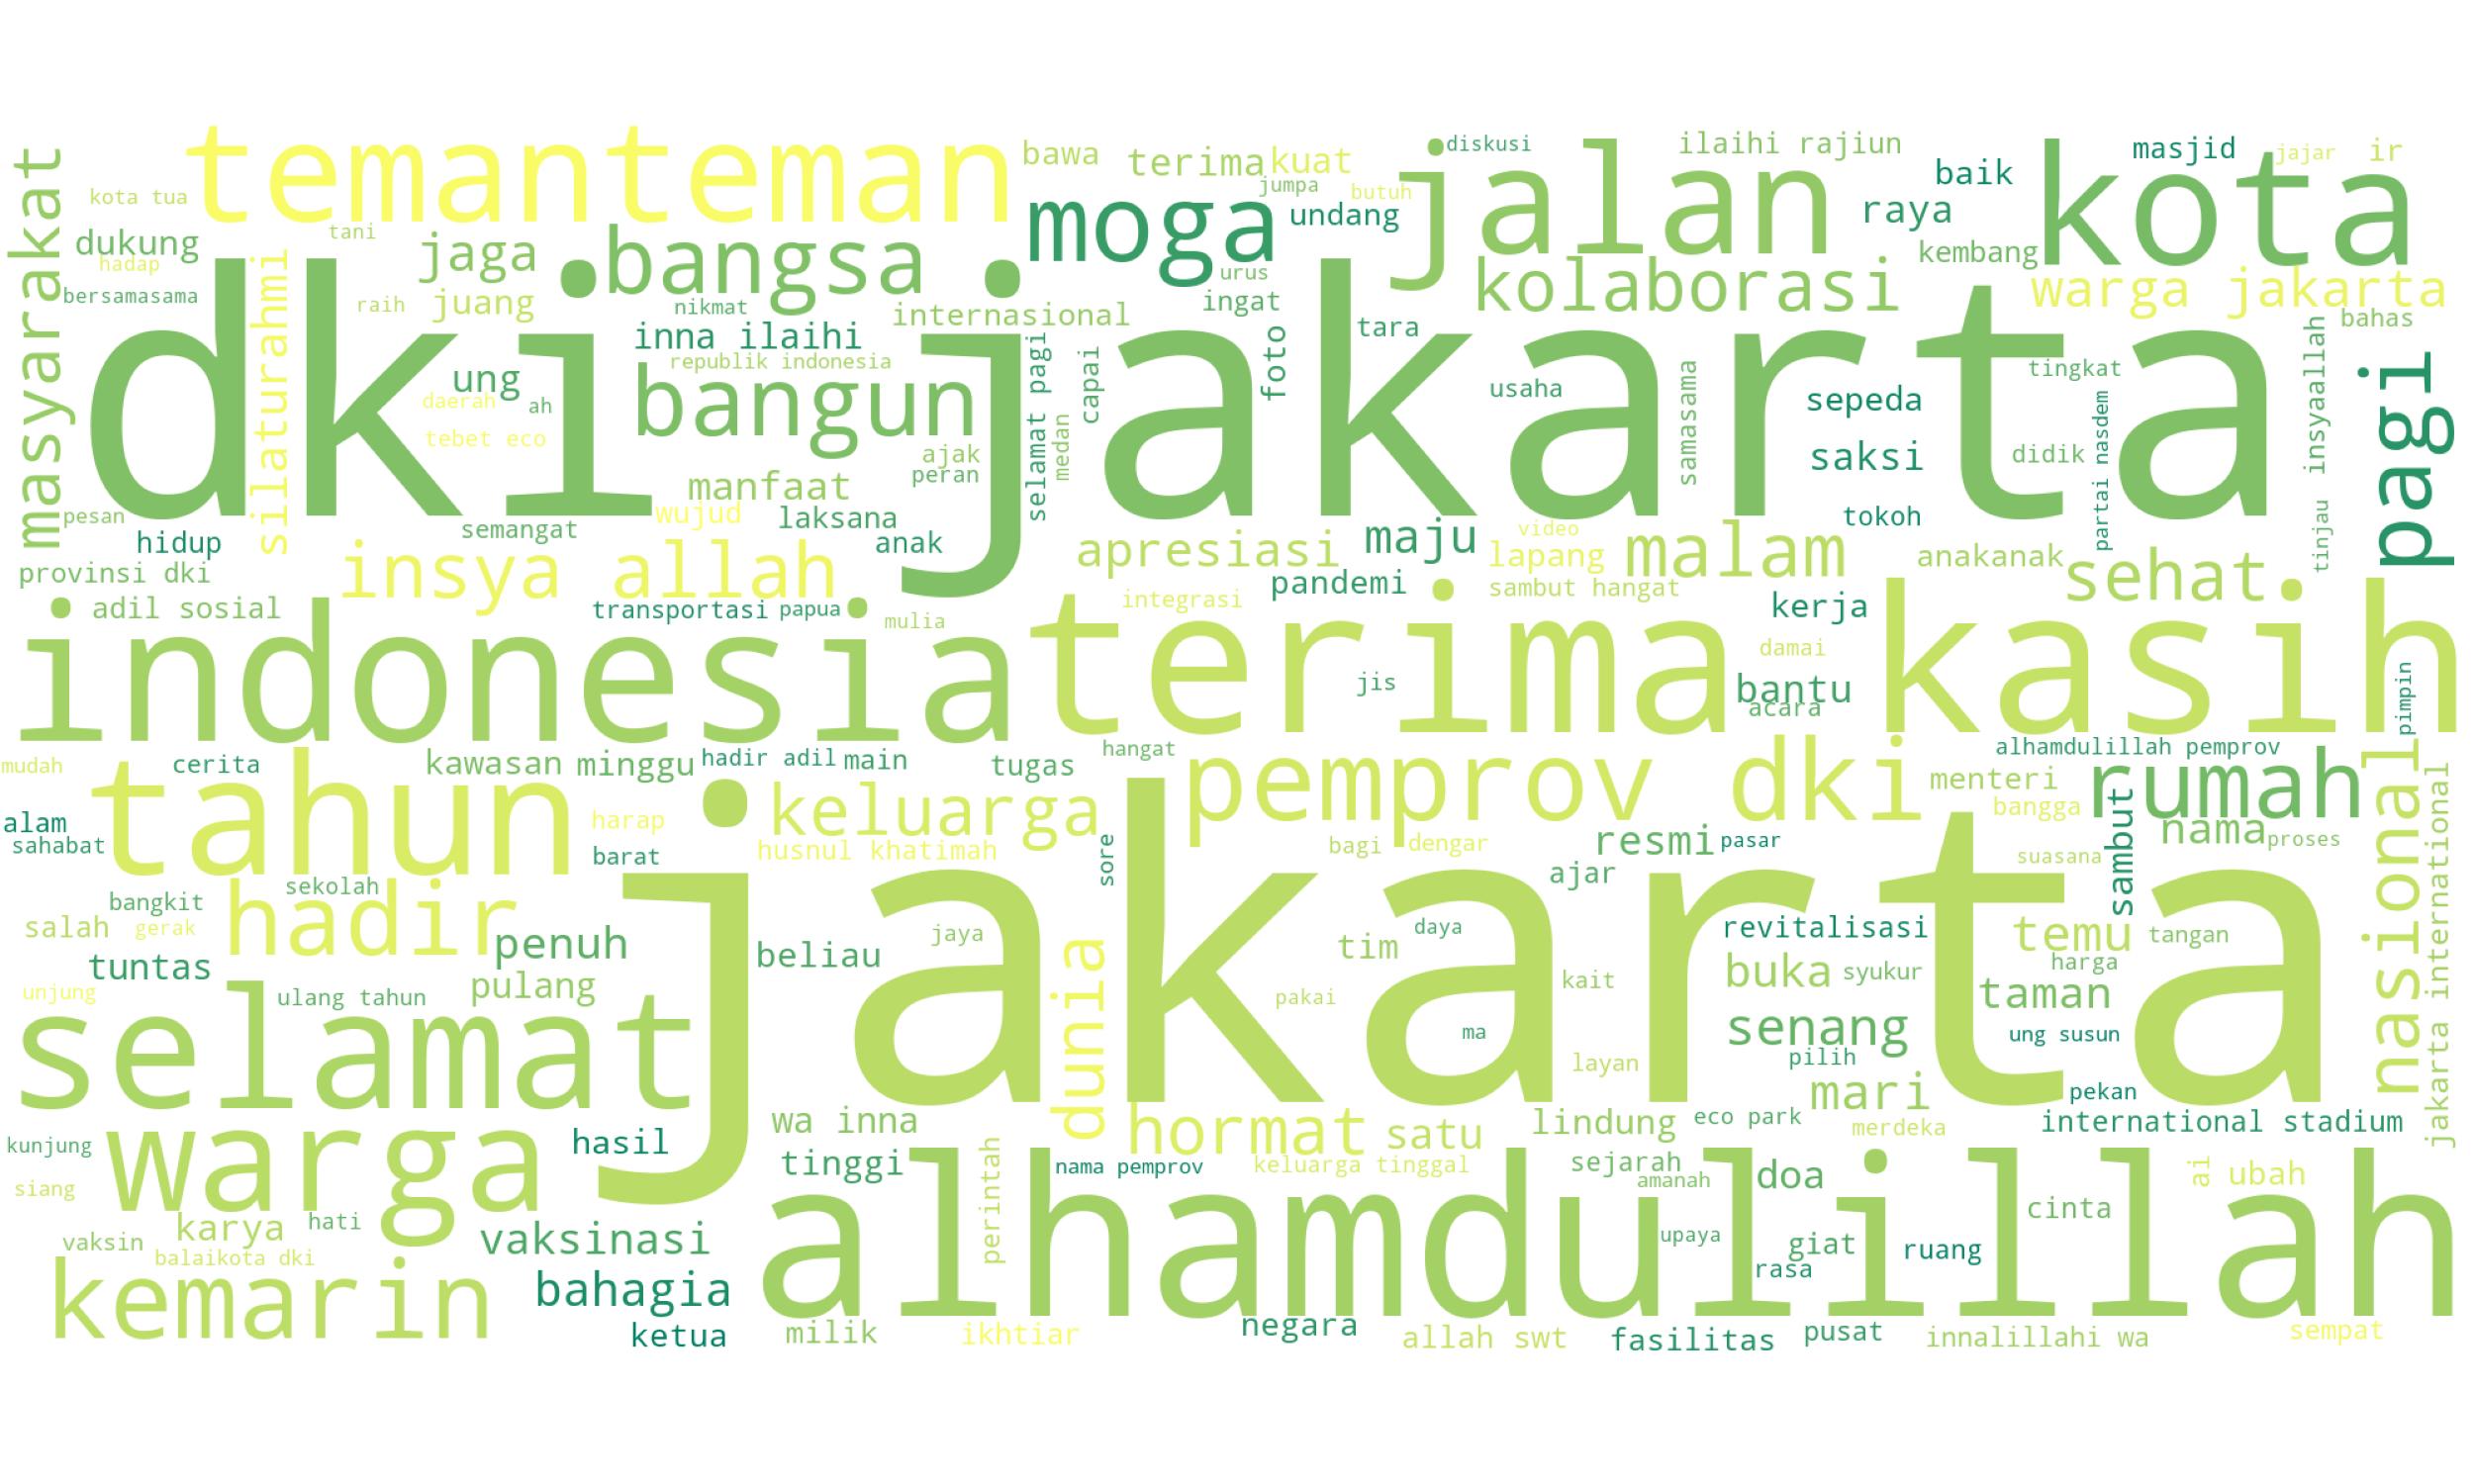 temanteman
bawa
terima
kuat
diskusi
ilaihi rajiun
masjid
jajar
ir
kota tua
jumpa
butuh
jalan
baik
kota
masyarakat
dukung
tani
jaga
bangsa
moga
undang
raya
kembang
hadap
silaturahmi
urus
kolaborasi
warga jakarta
bersamasama
raih
juang
nikmat
internasional
ingat
bahas
dki jakarta
inna ilaihi
foto
tara
republik indonesia
ung
daerah
ah
bangun
selamat pagi
capai
usaha
samasama
sepeda
tingkat
insyaallah
pagi
tebet eco
ajak
peran
medan
saksi
didik
partai nasdem
manfaat
pesan
semangat
wujud
laksana
tokoh
tinjau
hidup
anak
apresiasi
maju
video
lapang
malam
anakanak
sehat
provinsi dki
insya allah
pandemi
sambut hangat
adil sosial
transportasi
papua
mulia
integrasi
kerja
indonesia
terima kasih
damai
jis
bantu
acara
pimpin
mudah
cerita
kawasan
minggu
hadir adil
main
tugas
hangat
pemprov dki
alhamdulillah pemprov
menteri
rumah
nasional
jakarta international
tahun
alam
sahabat
harap
barat
keluarga
husnul khatimah
sore
bagi
dengar
resmi
pasar
bangga
sambut
nama
proses
suasana
sekolah
ajar
bangkit
hadir
salah
gerak
penuh
jakarta
beliau
jaya
dunia
tim
daya
revitalisasi
temu
tangan
tuntas
pulang
harga
buka
syukur
unjung
ulang tahun
pakai
kait
taman
selamat
ma
senang
ung susun
layan
pilih
mari
pekan
warga
wa inna
hormat
satu
lindung
eco park
merdeka
international stadium
kunjung
hasil
tinggi
perintah
nama pemprov
keluarga tinggal
sejarah
amanah
doa
ai
ubah
siang
alhamdulillah
karya
hati
cinta
vaksin
vaksinasi
upaya
giat
ruang
balaikota dki
rasa
kemarin
bahagia
ketua
milik
ikhtiar
negara
allah swt
fasilitas
pusat
innalillahi wa
sempat